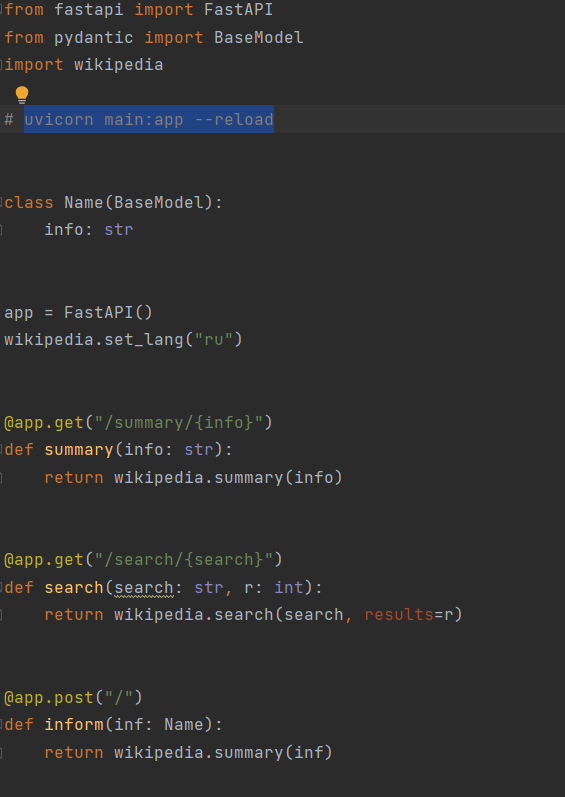 from fastapi import FastAPI
from pydantic import BaseModel
import wikipedia
# uvicorn main:app --reload
class Name(BaseModel):
    info: str
app = FastAPI()
wikipedia.set_lang("ru")
@app.get("/summary/{info}")
def summary(info: str):
    return wikipedia.summary(info)
@app.get("/search/{search}")
def search(search: str, r: int):
    return wikipedia.search(search, results=r)
@app.post("/")
def inform(inf: Name):
    return wikipedia.summary(inf)